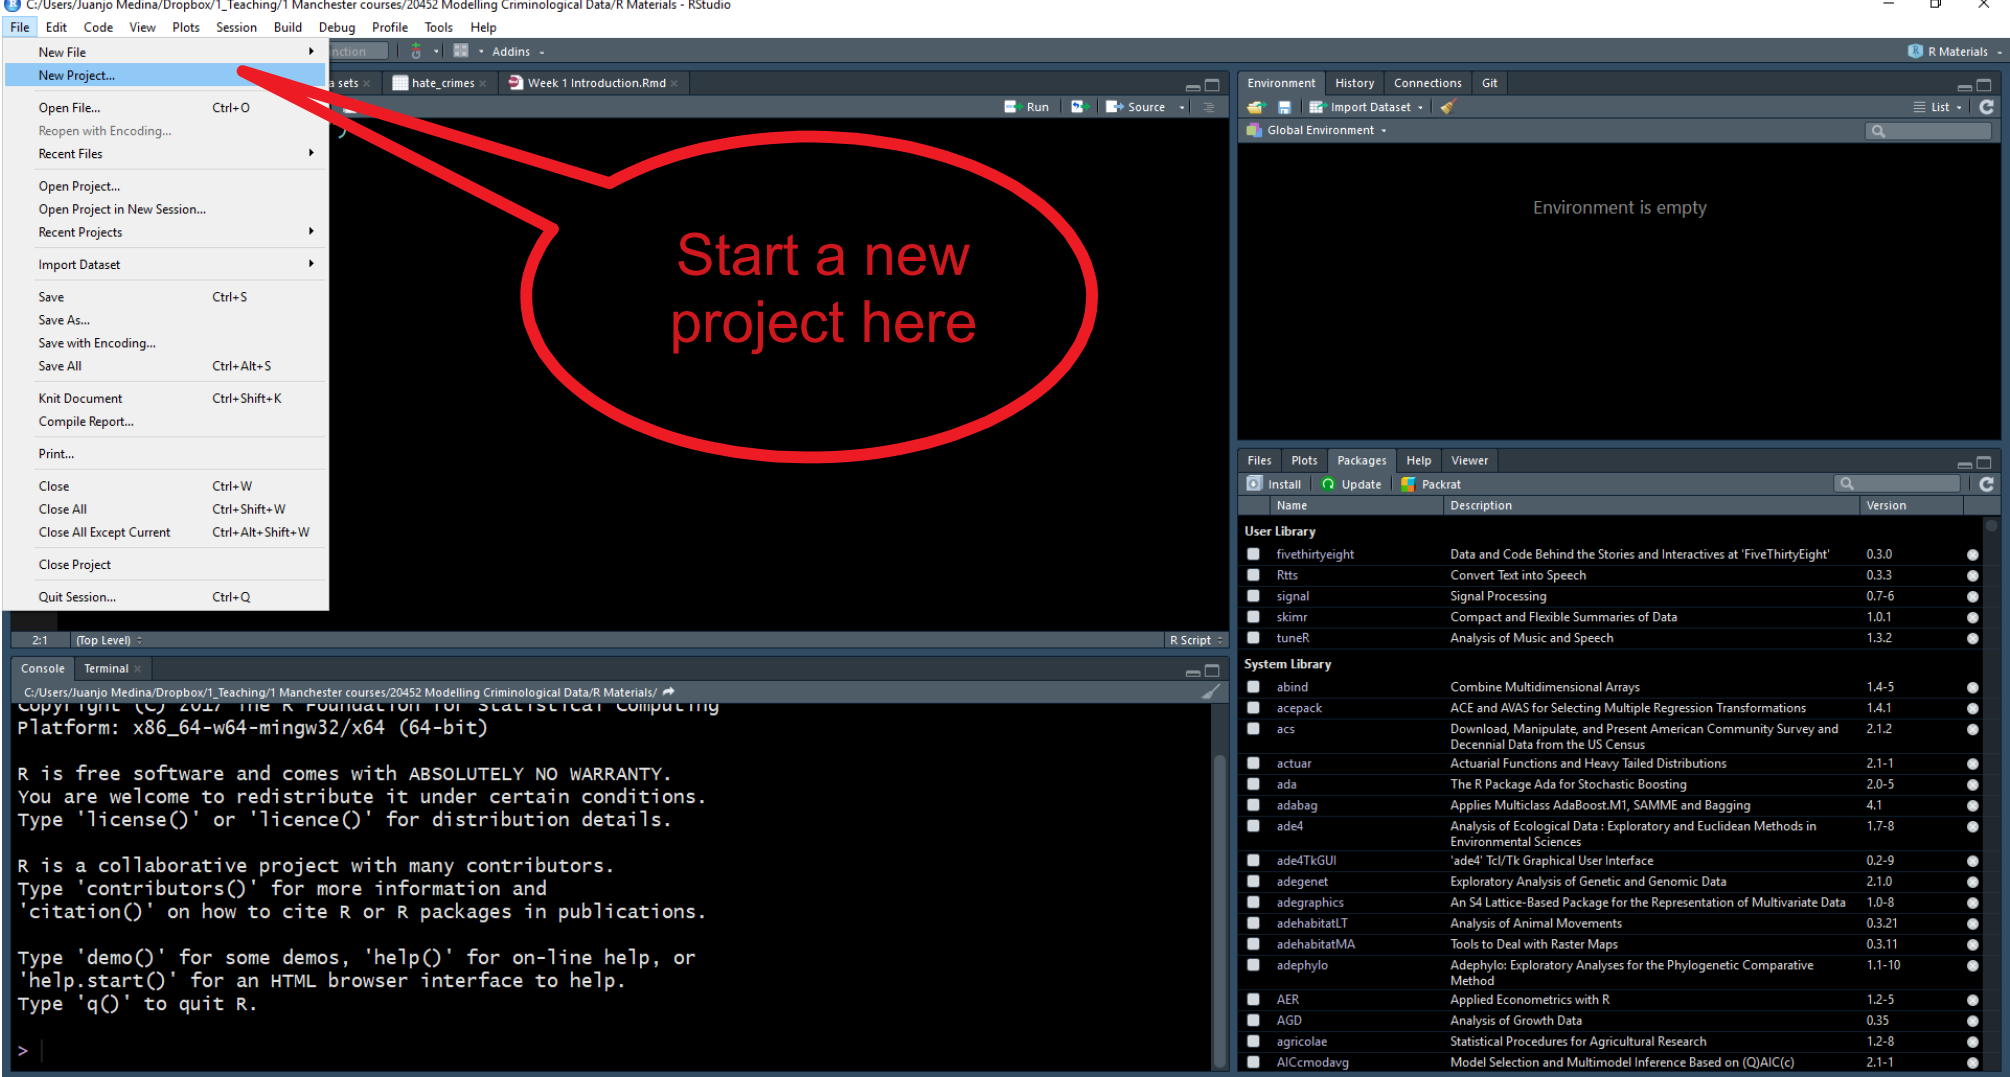 C:/Users/Juanjo Medina/Dropbox/1_Teaching/1 Manchester courses/20452 Modelling Criminological Data/R Materials - RStudio
File Edit Code View Plots Session Build Debug Profile Tools Help
New File
New Project...
Open File... Ctrl+O
Reopen with Encoding...
Recent Files
Open Project...
Open Project in New Session...
Recent Projects
Import Dataset
Save Ctrl+S
Save As...
Save with Encoding...
Save All Ctrl+Alt+S
Knit Document Ctrl+Shift+K
Compile Report...
Print...
Close Ctrl+W
Close All Ctrl+Shift+W
Close All Except Current Ctrl+Alt+Shift+W
Close Project
Quit Session... Ctrl+Q
Addins
R Materials
sets hate_crimes Week 1 Introduction.Rmd
Run Source
)
Start a new
project here
2:1 (Top Level) R Script
Console Terminal
C:/Users/Juanjo Medina/Dropbox/1_Teaching/1 Manchester courses/20452 Modelling Criminological Data/R Materials/
Copyright (C) 2017 The R Foundation for Statistical Computing
Platform: x86_64-w64-mingw32/x64 (64-bit)
R is free software and comes with ABSOLUTELY NO WARRANTY.
You are welcome to redistribute it under certain conditions.
Type 'license()' or 'licence()' for distribution details.
R is a collaborative project with many contributors.
Type 'contributors()' for more information and
'citation()' on how to cite R or R packages in publications.
Type 'demo()' for some demos, 'help()' for on-line help, or
'help.start()' for an HTML browser interface to help.
Type 'q()' to quit R.
>
Environment History Connections Git
Import Dataset List
Global Environment
Environment is empty
Files Plots Packages Help Viewer
Install Update Packrat
Name Description Version
User Library
fivethirtyeight Data and Code Behind the Stories and Interactives at 'FiveThirtyEight' 0.3.0
Rtts Convert Text into Speech 0.3.3
signal Signal Processing 0.7-6
skimr Compact and Flexible Summaries of Data 1.0.1
tuneR Analysis of Music and Speech 1.3.2
System Library
abind Combine Multidimensional Arrays 1.4-5
acepack ACE and AVAS for Selecting Multiple Regression Transformations 1.4.1
acs Download, Manipulate, and Present American Community Survey and 2.1.2
Decennial Data from the US Census
actuar Actuarial Functions and Heavy Tailed Distributions 2.1-1
ada The R Package Ada for Stochastic Boosting 2.0-5
adabag Applies Multiclass AdaBoost.M1, SAMME and Bagging 4.1
ade4 Analysis of Ecological Data : Exploratory and Euclidean Methods in 1.7-8
Environmental Sciences
ade4TkGUI 'ade4' Tcl/Tk Graphical User Interface 0.2-9
adegenet Exploratory Analysis of Genetic and Genomic Data 2.1.0
adegraphics An S4 Lattice-Based Package for the Representation of Multivariate Data 1.0-8
adehabitatLT Analysis of Animal Movements 0.3.21
adehabitatMA Tools to Deal with Raster Maps 0.3.11
adephylo Adephylo: Exploratory Analyses for the Phylogenetic Comparative 1.1-10
Method
AER Applied Econometrics with R 1.2-5
AGD Analysis of Growth Data 0.35
agricolae Statistical Procedures for Agricultural Research 1.2-8
AICcmodavg Model Selection and Multimodel Inference Based on (Q)AIC(c) 2.1-1